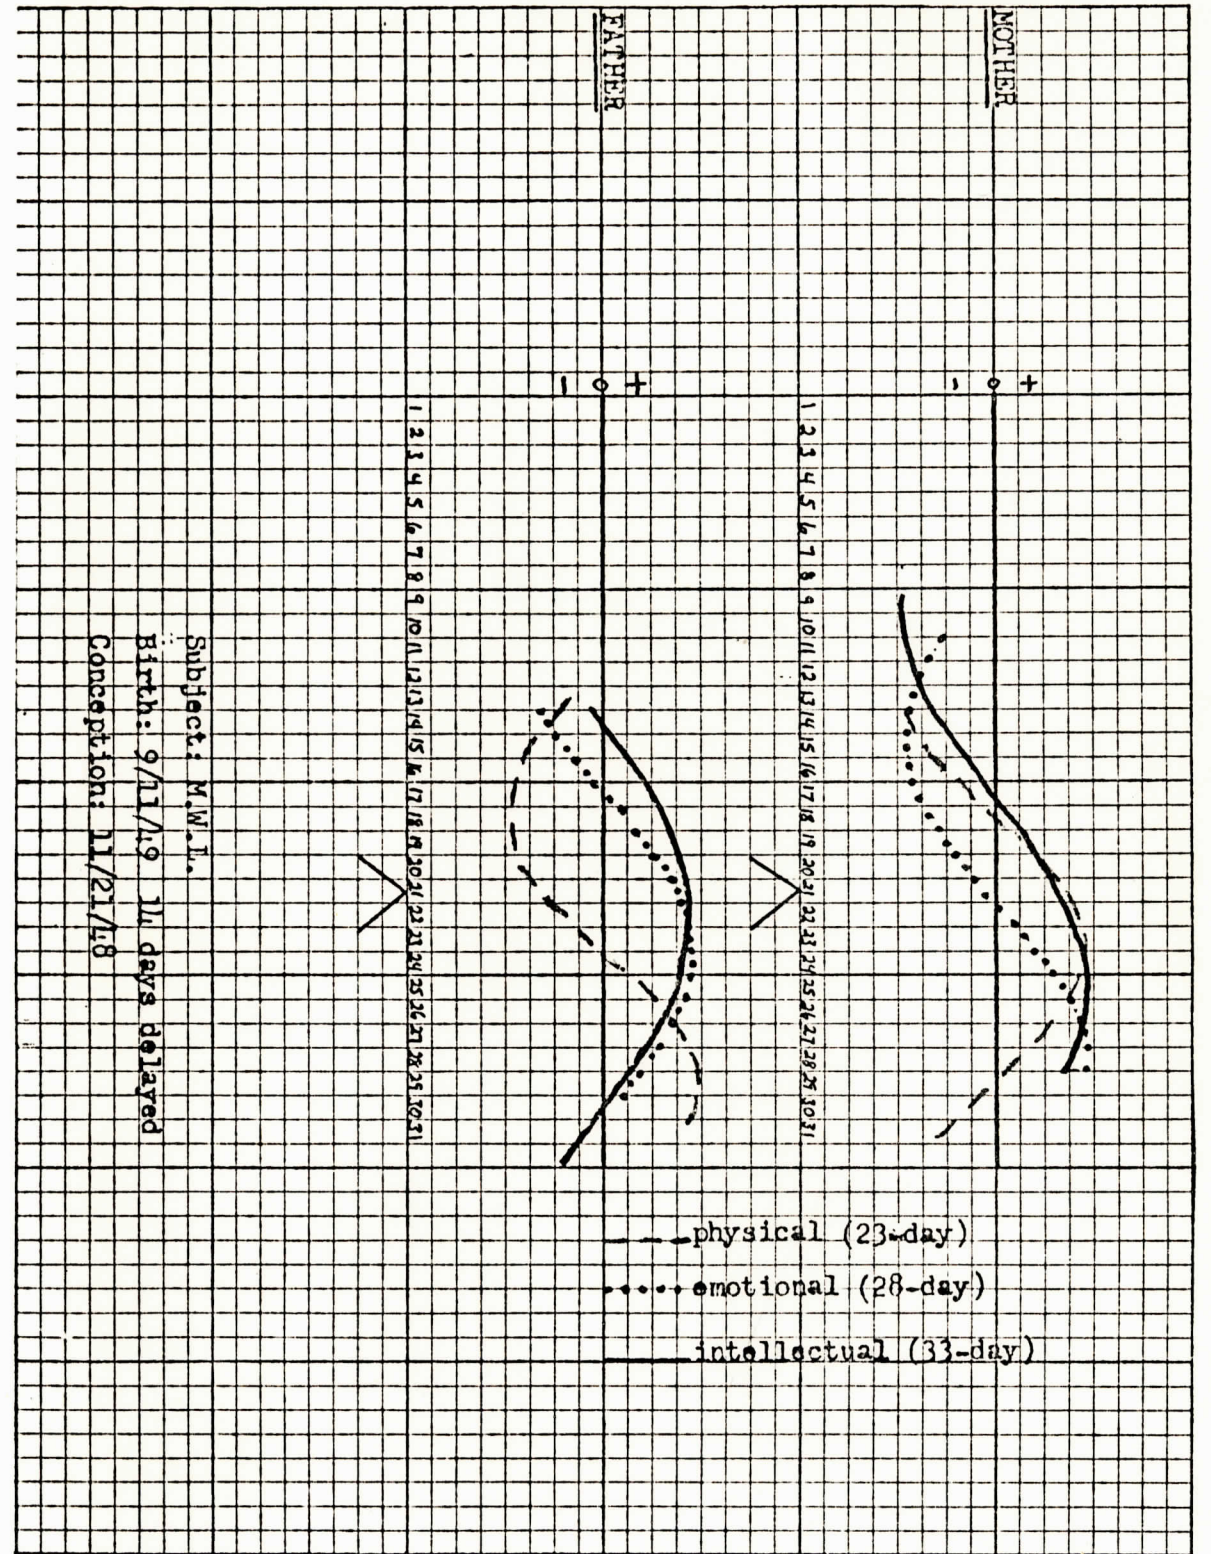 MOTHER
+
0
-
1 2 3 4 5 6 7 8 9 10 11 12 13 14 15 16 17 18 19 20 21 22 23 24 25 26 27 28 29 30 31
FATHER
+
0
-
1 2 3 4 5 6 7 8 9 10 11 12 13 14 15 16 17 18 19 20 21 22 23 24 25 26 27 28 29 30 31
physical (23-day)
emotional (28-day)
intellectual (33-day)
Subject: M.W.L.
Birth: 9/11/49 14 days delayed
Conception: 11/21/48